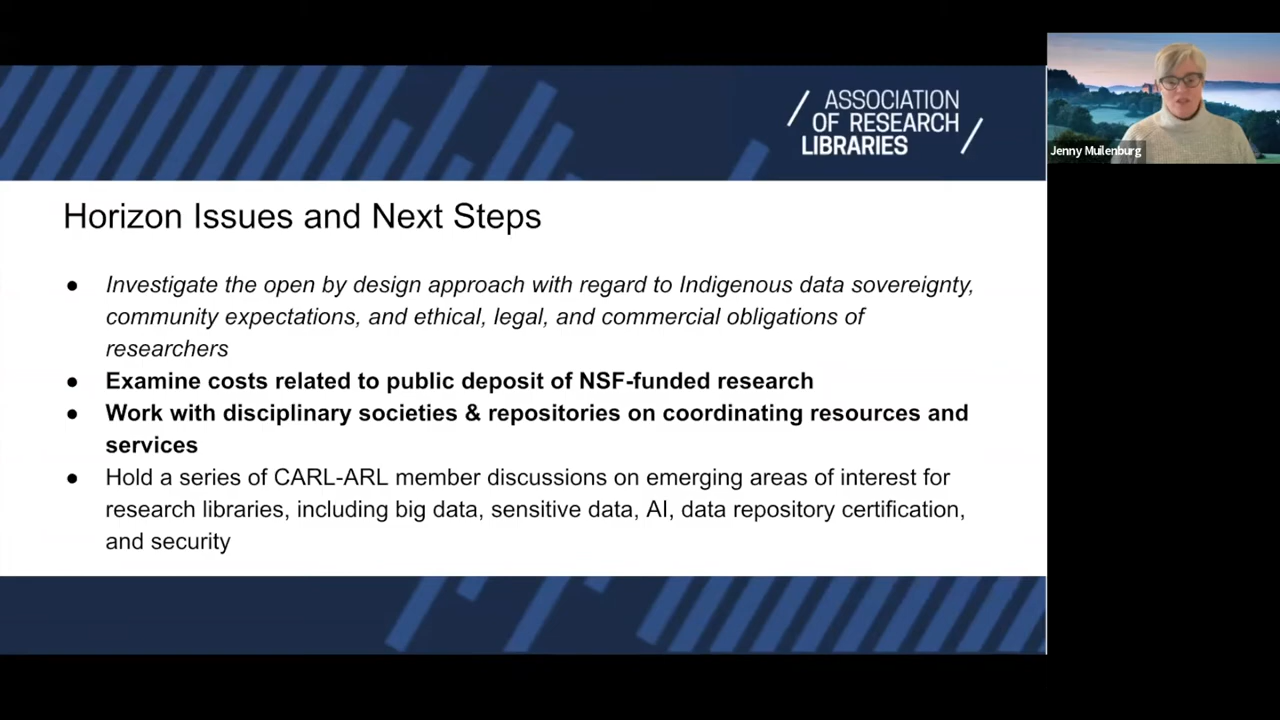 ASSOCIATION
OF RESEARCH
LIBRARIES
Jenny Muilenburg
Horizon Issues and Next Steps
● Investigate the open by design approach with regard to Indigenous data sovereignty,
community expectations, and ethical, legal, and commercial obligations of
researchers
● Examine costs related to public deposit of NSF-funded research
● Work with disciplinary societies & repositories on coordinating resources and
services
● Hold a series of CARL-ARL member discussions on emerging areas of interest for
research libraries, including big data, sensitive data, AI, data repository certification,
and security